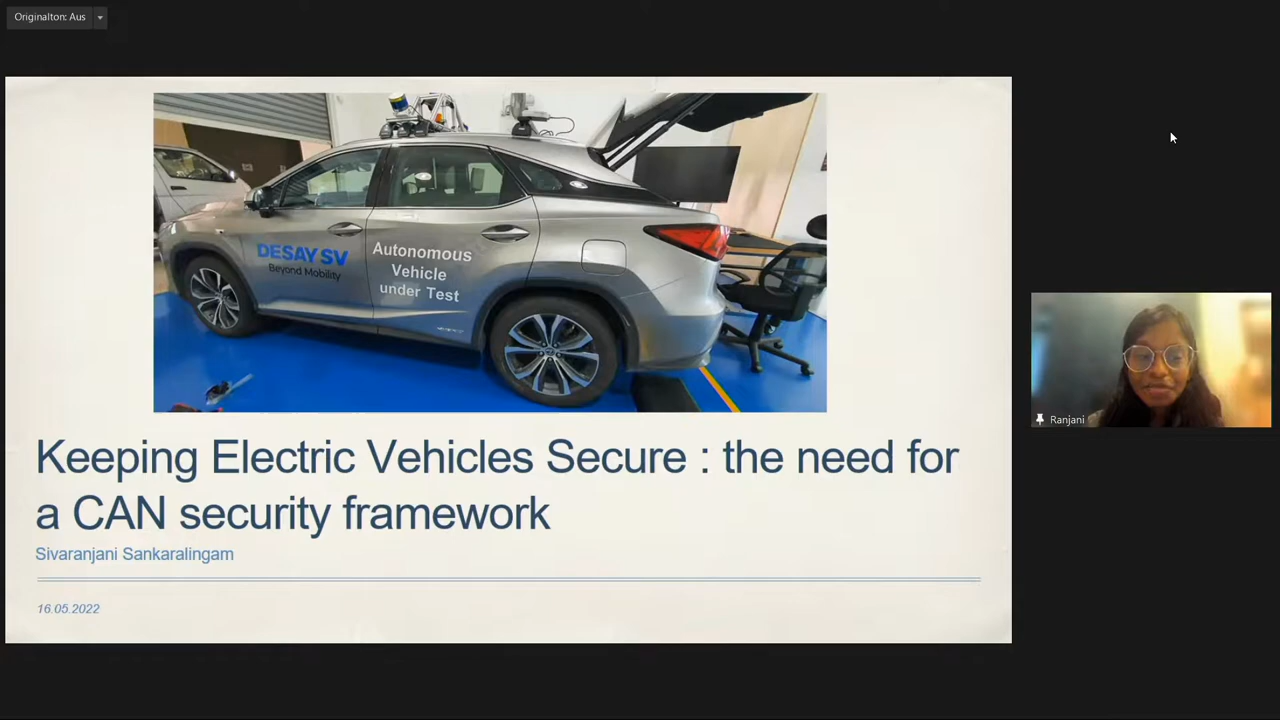 Originalton: Aus
DESAY SV
Beyond Mobility
Autonomous
Vehicle
under Test
Keeping Electric Vehicles Secure : the need for
a CAN security framework
Sivaranjani Sankaralingam
16.05.2022
Ranjani